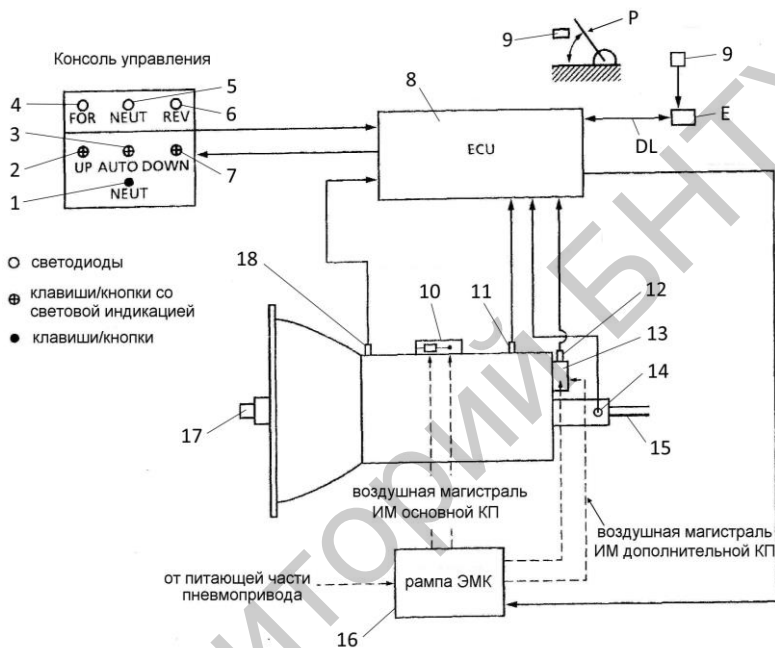 Консоль управления
4
5
6
FOR NEUT REV
3
2
7
UP AUTO DOWN
1
NEUT
8
ECU
9
P
9
E
DL
светодиоды
клавиши/кнопки со
световой индикацией
клавиши/кнопки
18
10
11
12
13
14
15
17
воздушная магистраль
ИМ основной КП
воздушная магистраль
ИМ дополнительной КП
от питающей части
пневмопривода
рампа ЭМК
16
иторий БНТУ